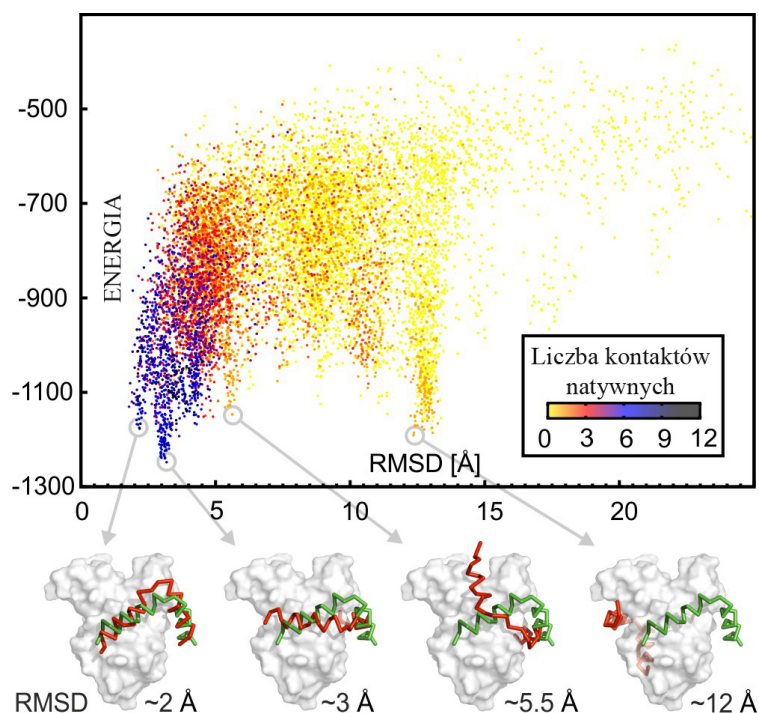 -500
-700
-900
-1100
-1300
ENERGIA
Liczba kontaktów
natywnych
0 3 6 9 12
RMSD [Å]
0 5 10 15 20
RMSD ~2 Å ~3 Å ~5.5 Å ~12 Å